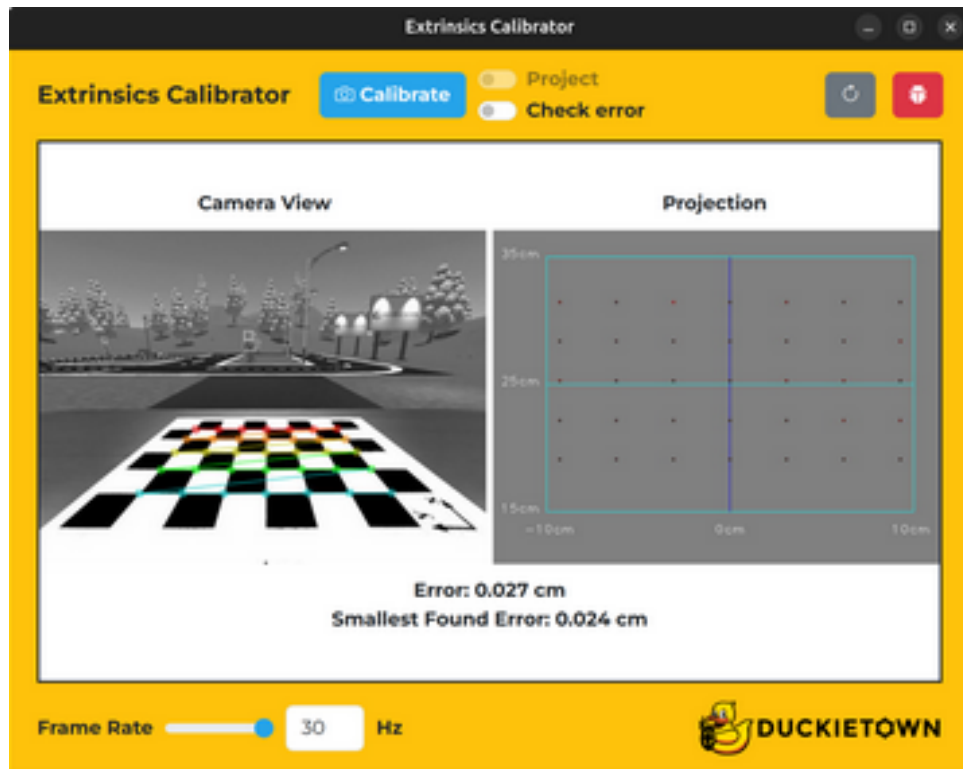 Extrinsics Calibrator
Extrinsics Calibrator
Calibrate
Project
Check error
Camera View
Projection
35cm
25cm
15cm
-10cm
0cm
10cm
Error: 0.027 cm
Smallest Found Error: 0.024 cm
Frame Rate
30
Hz
DUCKIETOWN